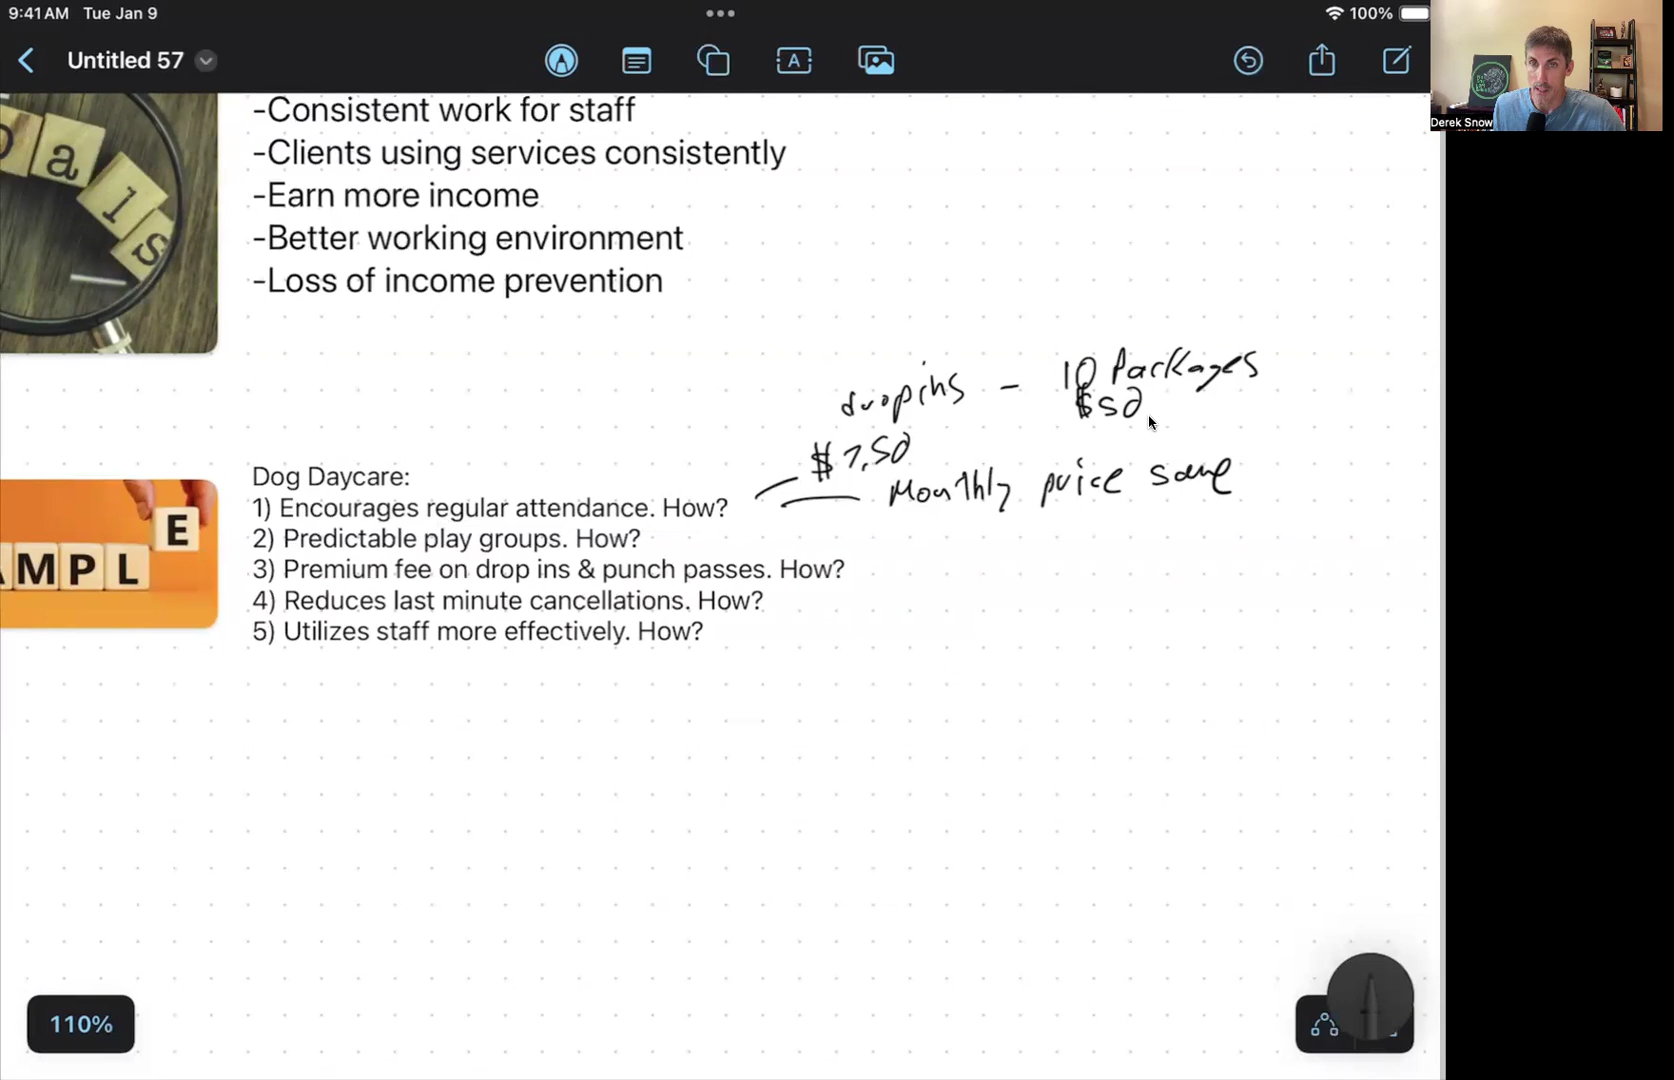 9:41 AM Tue Jan 9
100%
Untitled 57
A
Derek Snow
-Consistent work for staff
-Clients using services consistently
-Earn more income
-Better working environment
-Loss of income prevention
a l s
dropins - 10 Packages
$50
$7.50
Monthly price same
Dog Daycare:
1) Encourages regular attendance. How?
2) Predictable play groups. How?
3) Premium fee on drop ins & punch passes. How?
4) Reduces last minute cancellations. How?
5) Utilizes staff more effectively. How?
M P L E
110%